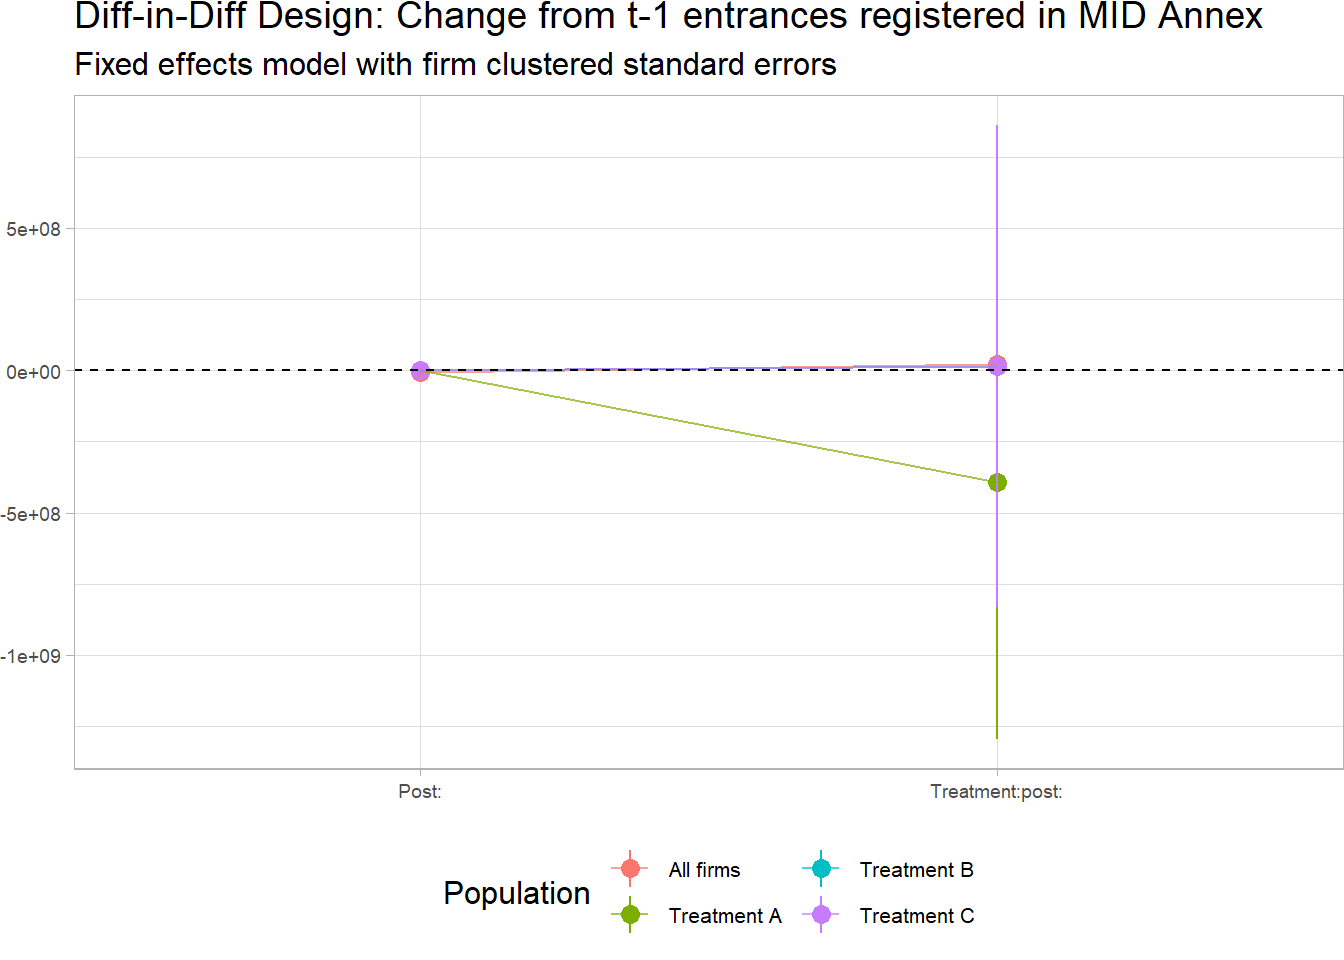 Diff-in-Diff Design: Change from t-1 entrances registered in MID Annex
Fixed effects model with firm clustered standard errors
5e+08
0e+00
-5e+08
-1e+09
Post:
Treatment:post:
Population
All firms
Treatment A
Treatment B
Treatment C